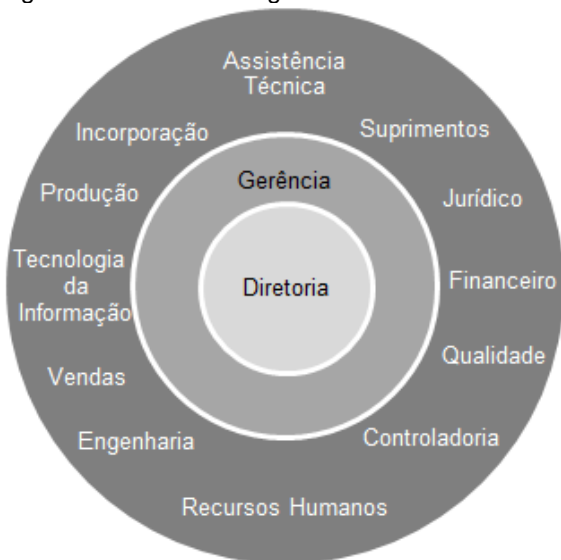 Assistência
Técnica
Incorporação
Suprimentos
Gerência
Produção
Jurídico
Tecnologia
da
Informação
Diretoria
Financeiro
Qualidade
Vendas
Engenharia
Controladoria
Recursos Humanos